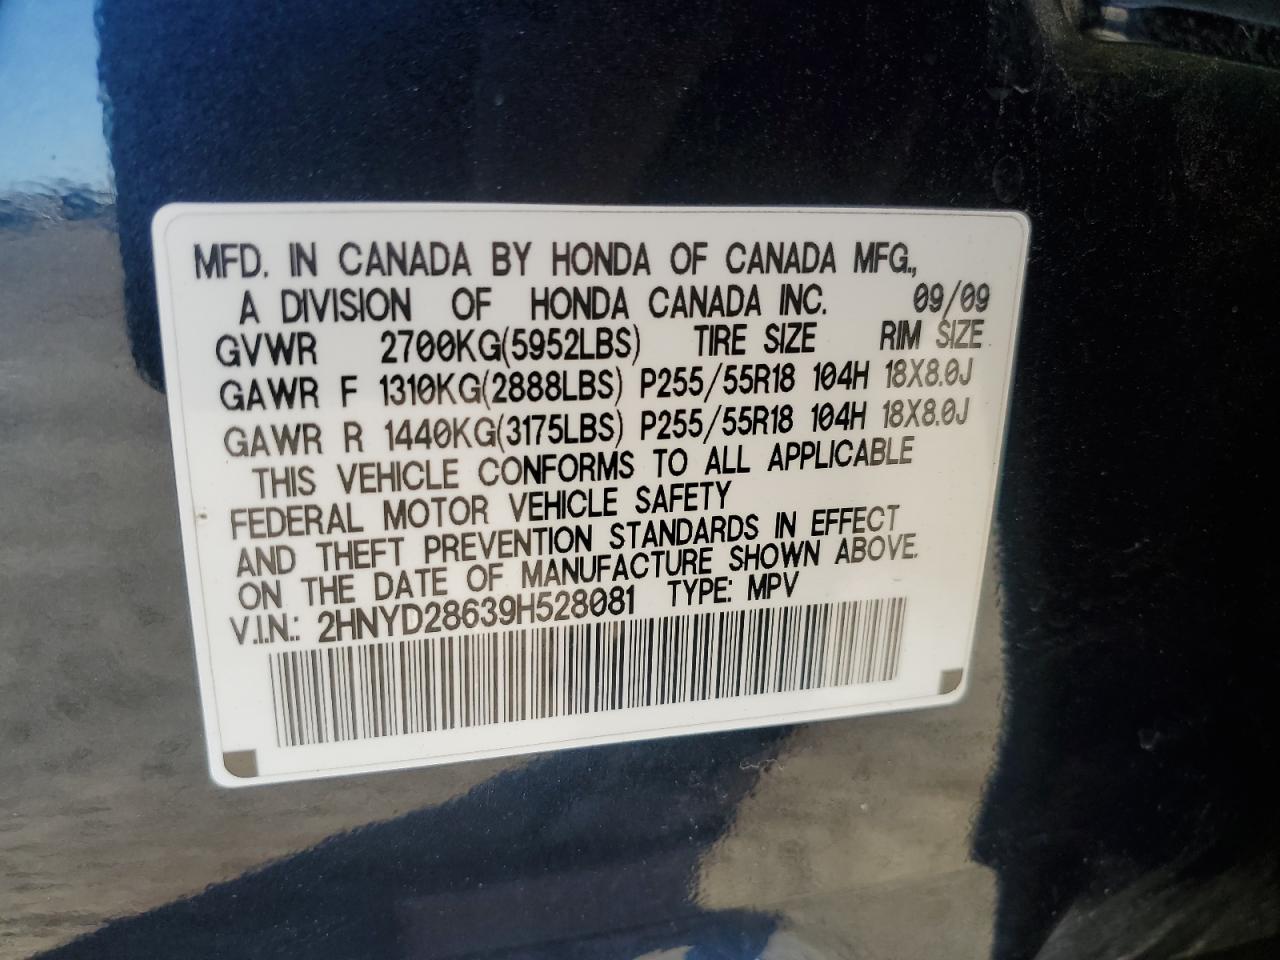 MFD. IN CANADA BY HONDA OF CANADA MFG.,
A DIVISION OF HONDA CANADA INC. 09/09
GVWR 2700KG(5952LBS) TIRE SIZE RIM SIZE
GAWR F 1310KG(2888LBS) P255/55R18 104H 18X8.0J
GAWR R 1440KG(3175LBS) P255/55R18 104H 18X8.0J
THIS VEHICLE CONFORMS TO ALL APPLICABLE
FEDERAL MOTOR VEHICLE SAFETY
AND THEFT PREVENTION STANDARDS IN EFFECT
ON THE DATE OF MANUFACTURE SHOWN ABOVE.
V.I.N.: 2HNYD28639H528081 TYPE: MPV